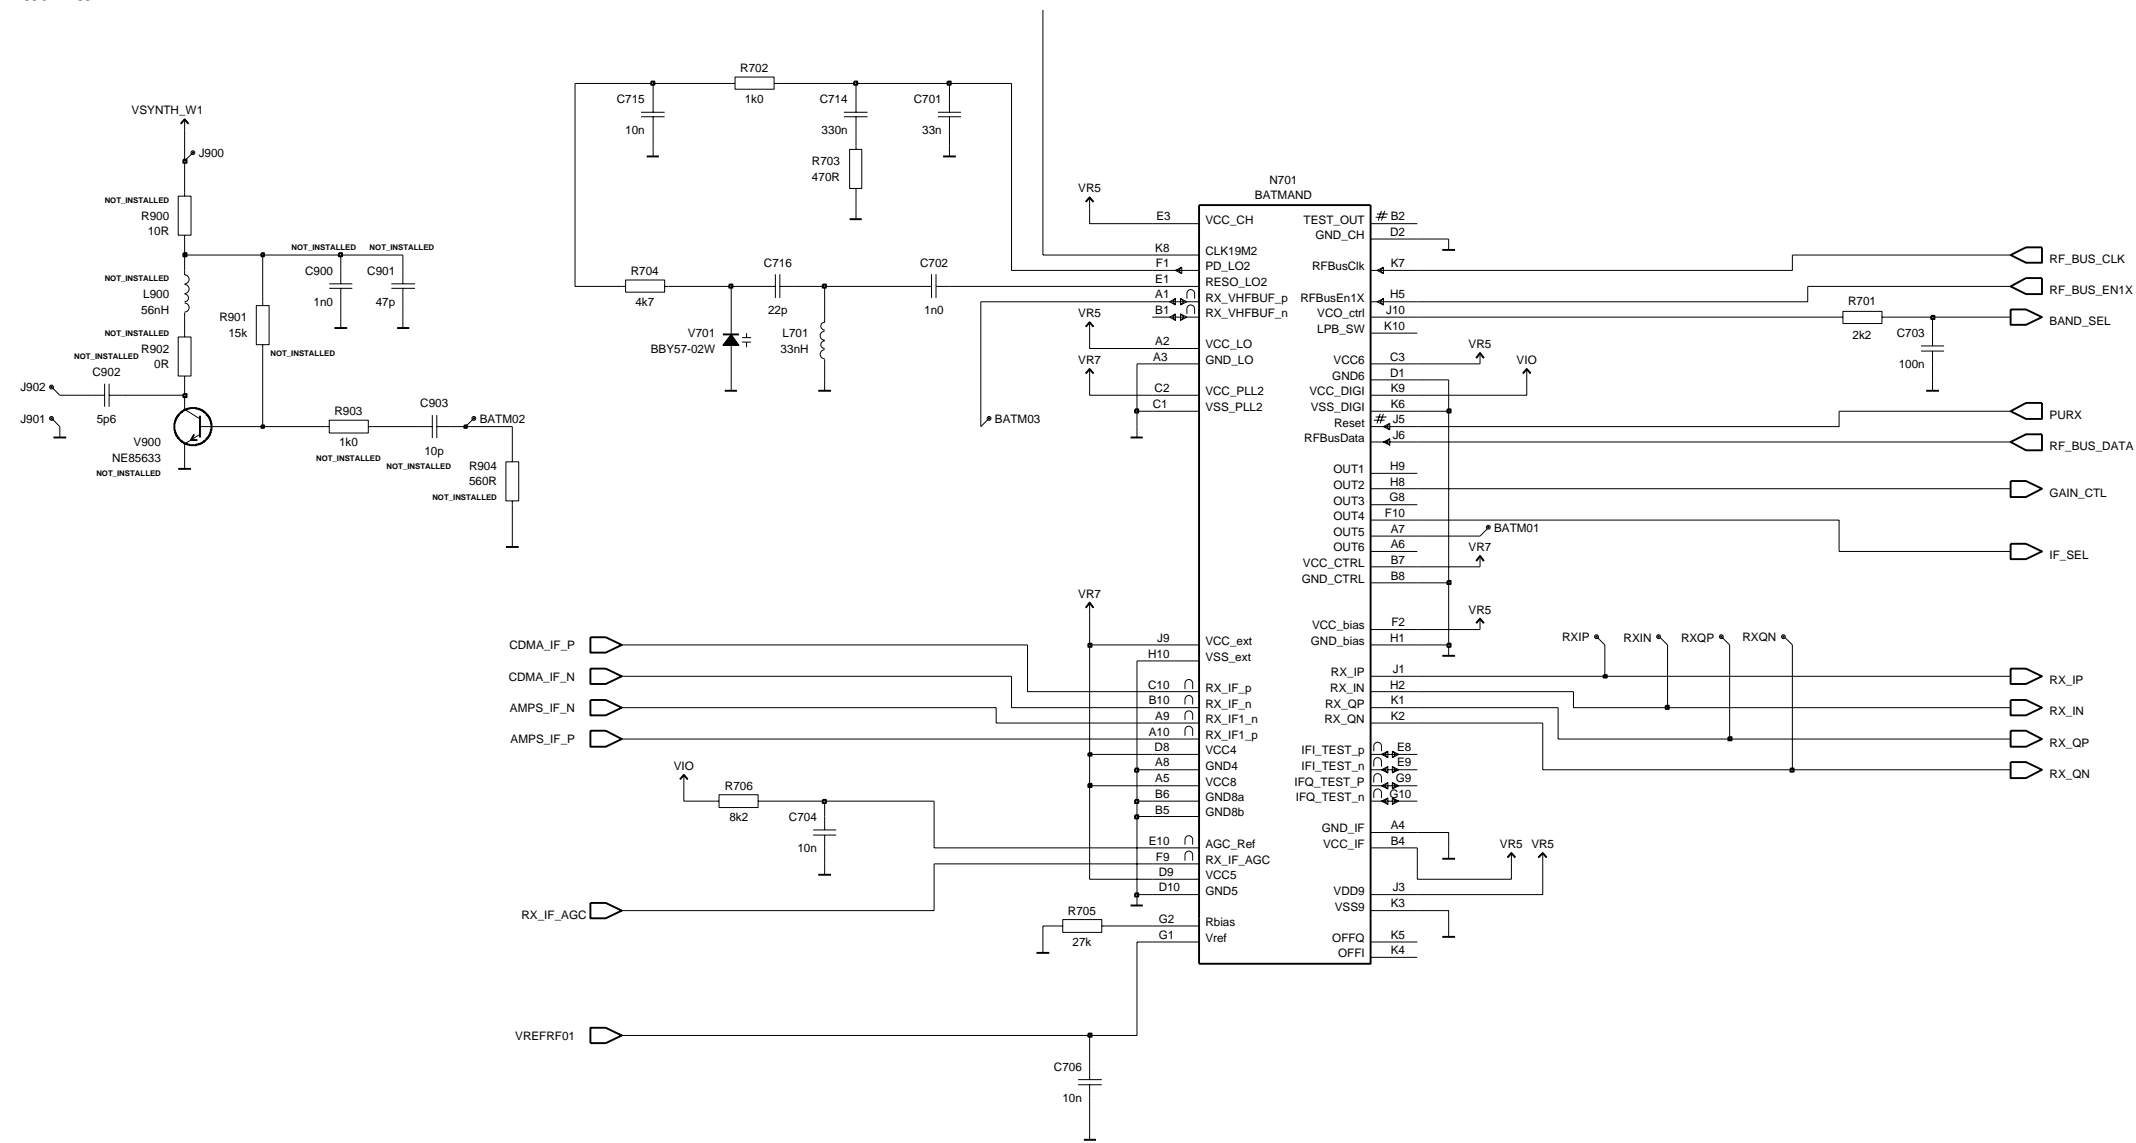 VSYNTH_W1
J900
NOT_INSTALLED
R900
10R
NOT_INSTALLED
L900
56nH
NOT_INSTALLED
R902
0R
R901
15k
NOT_INSTALLED
NOT_INSTALLED
C900
1n0
NOT_INSTALLED
C901
47p
NOT_INSTALLED
C902
5p6
J902
J901
V900
NE85633
NOT_INSTALLED
R903
1k0
NOT_INSTALLED
C903
10p
NOT_INSTALLED
BATM02
R904
560R
NOT_INSTALLED
C715
10n
R702
1k0
C714
330n
R703
470R
C701
33n
R704
4k7
V701
BBY57-02W
C716
22p
L701
33nH
C702
1n0
BATM03
N701
BATMAND
VR5
E3 VCC_CH
K8 CLK19M2
F1 PD_LO2
E1 RESO_LO2
A1 RX_VHFBUF_p
B1 RX_VHFBUF_n
VR5
A2 VCC_LO
A3 GND_LO
VR7
C2 VCC_PLL2
C1 VSS_PLL2
VR7
J9 VCC_ext
H10 VSS_ext
C10 RX_IF_p
B10 RX_IF_n
A9 RX_IF1_n
A10 RX_IF1_p
D8 VCC4
A8 GND4
A5 VCC8
B6 GND8a
B5 GND8b
E10 AGC_Ref
F9 RX_IF_AGC
D9 VCC5
D10 GND5
G2 Rbias
G1 Vref
TEST_OUT # B2
GND_CH D2
RFBusClk K7
RFBusEn1X H5
VCO_ctrl J10
LPB_SW K10
VCC6 C3
GND6 D1
VCC_DIGI K9
VSS_DIGI K6
Reset # J5
RFBusData J6
OUT1 H9
OUT2 H8
OUT3 G8
OUT4 F10
OUT5 A7
OUT6 A6
VCC_CTRL B7
GND_CTRL B8
VCC_bias F2
GND_bias H1
RX_IP J1
RX_IN H2
RX_QP K1
RX_QN K2
IFI_TEST_p E8
IFI_TEST_n E9
IFQ_TEST_P G9
IFQ_TEST_n G10
GND_IF A4
VCC_IF B4
VDD9 J3
VSS9 K3
OFFQ K5
OFFI K4
VR5
VIO
BATM01
VR7
VR5
VR5
VR5
RXIP
RXIN
RXQP
RXQN
R701
2k2
C703
100n
RF_BUS_CLK
RF_BUS_EN1X
BAND_SEL
PURX
RF_BUS_DATA
GAIN_CTL
IF_SEL
RX_IP
RX_IN
RX_QP
RX_QN
CDMA_IF_P
CDMA_IF_N
AMPS_IF_N
AMPS_IF_P
VIO
R706
8k2
C704
10n
RX_IF_AGC
R705
27k
VREFRF01
C706
10n